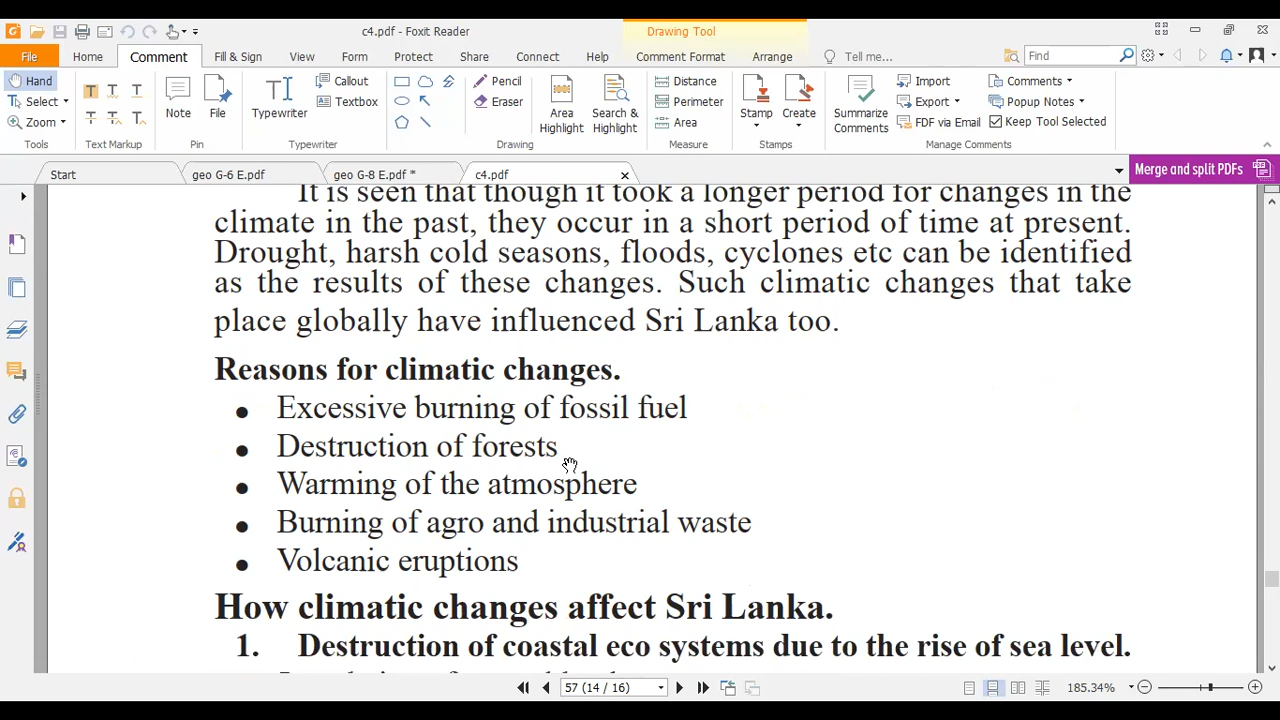 c4.pdf - Foxit Reader
Drawing Tool
File Home Comment Fill & Sign View Form Protect Share Connect Help Comment Format Arrange Tell me... Find
Hand
Select
Zoom
Tools
Text Markup
Note
File
Pin
Typewriter
Callout
Textbox
Typewriter
Pencil
Eraser
Area Highlight
Search & Highlight
Drawing
Distance
Perimeter
Area
Measure
Stamp
Create
Stamps
Summarize Comments
Import
Export
FDF via Email
Comments
Popup Notes
Keep Tool Selected
Manage Comments
Start geo G-6 E.pdf geo G-8 E.pdf * c4.pdf Merge and split PDFs
It is seen that though it took a longer period for changes in the
climate in the past, they occur in a short period of time at present.
Drought, harsh cold seasons, floods, cyclones etc can be identified
as the results of these changes. Such climatic changes that take
place globally have influenced Sri Lanka too.
Reasons for climatic changes.
● Excessive burning of fossil fuel
● Destruction of forests
● Warming of the atmosphere
● Burning of agro and industrial waste
● Volcanic eruptions
How climatic changes affect Sri Lanka.
1. Destruction of coastal eco systems due to the rise of sea level.
57 (14 / 16) 185.34%